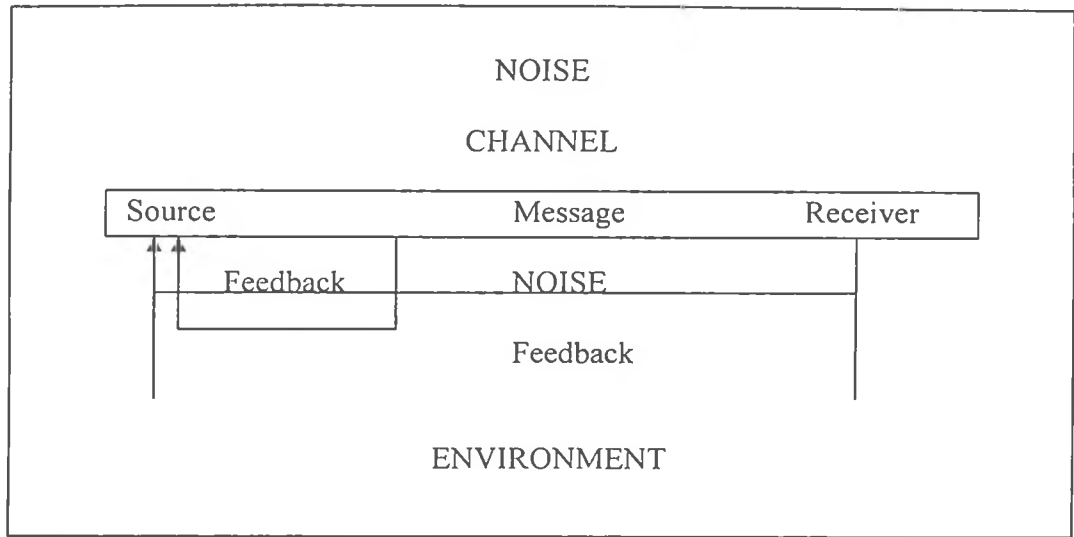 NOISE
CHANNEL
Source Message Receiver
Feedback NOISE
Feedback
ENVIRONMENT